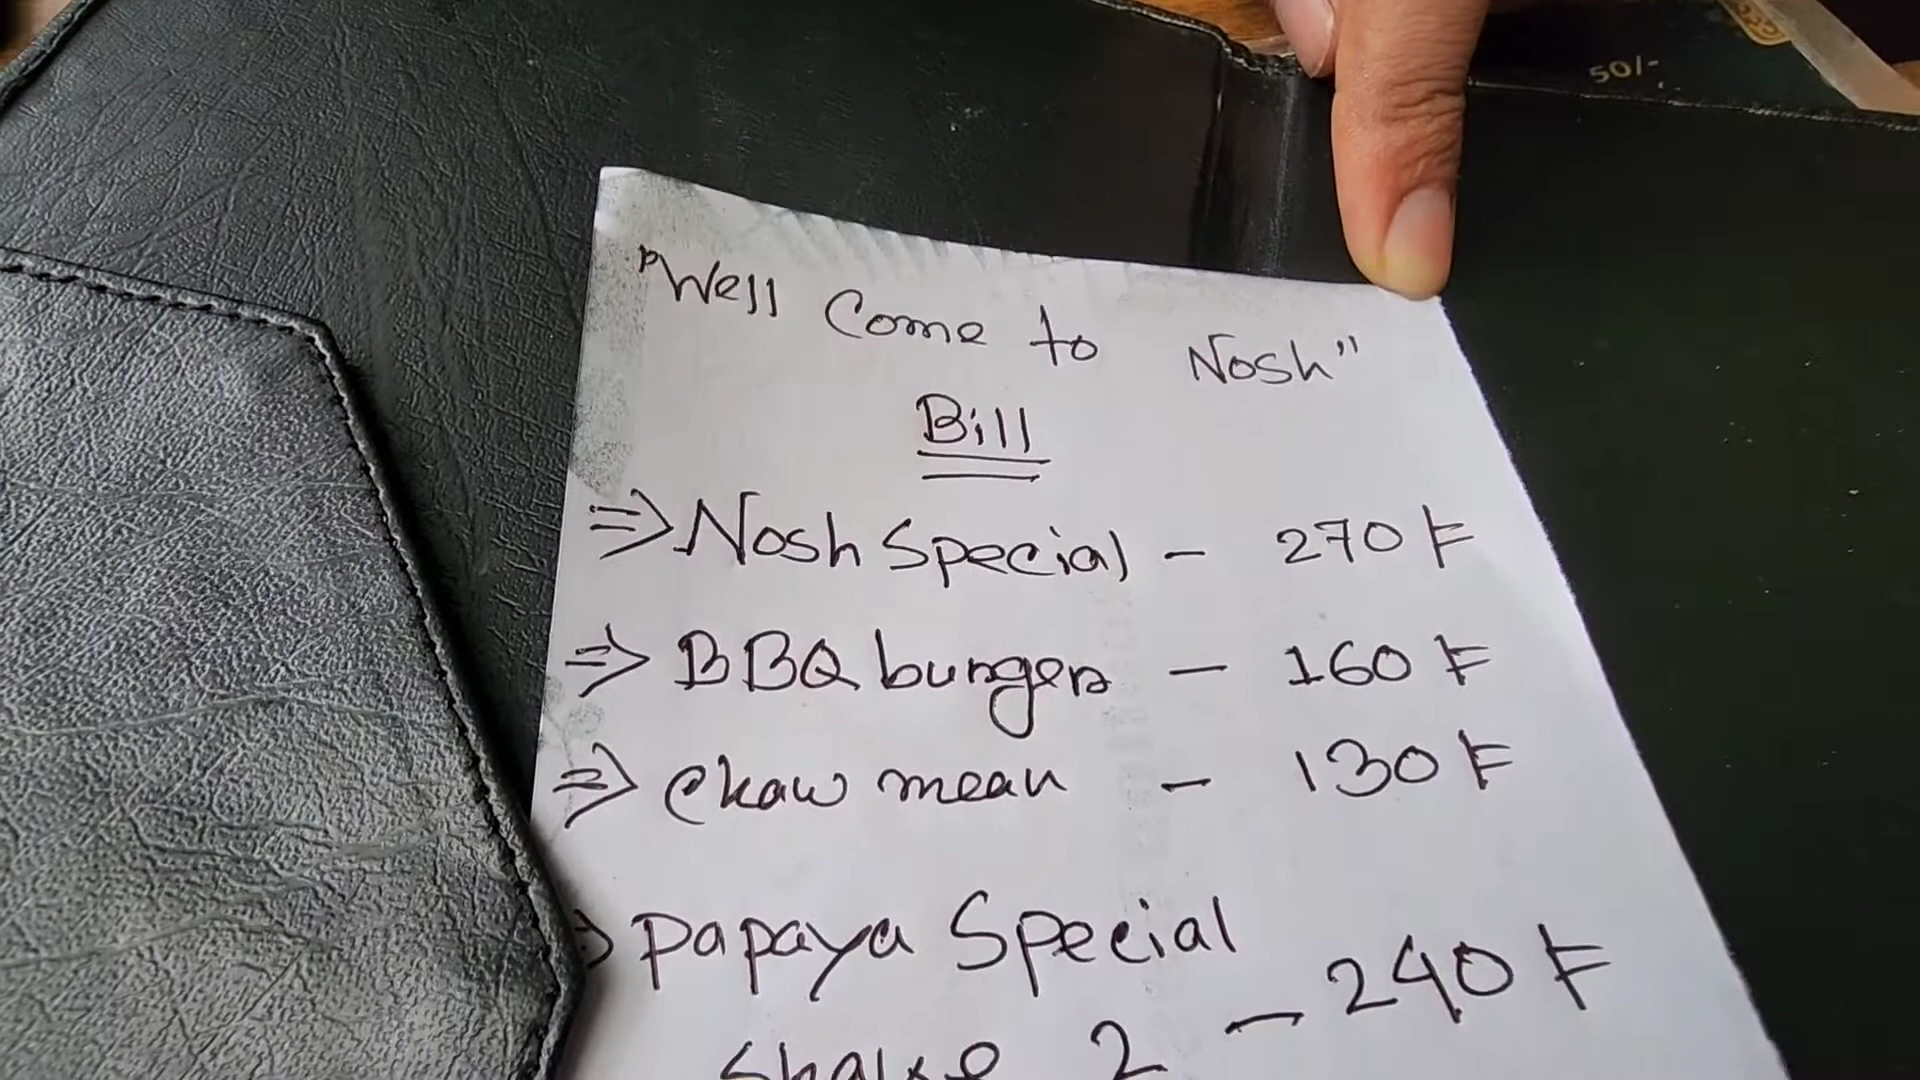 50/-
"Well Come to Nosh"
Bill
⇒ Nosh Special - 270 ₣
⇒ BBQ burger - 160 ₣
⇒ Chaw mean - 130 ₣
⇒ Papaya Special
Shake 2 - 240 ₣